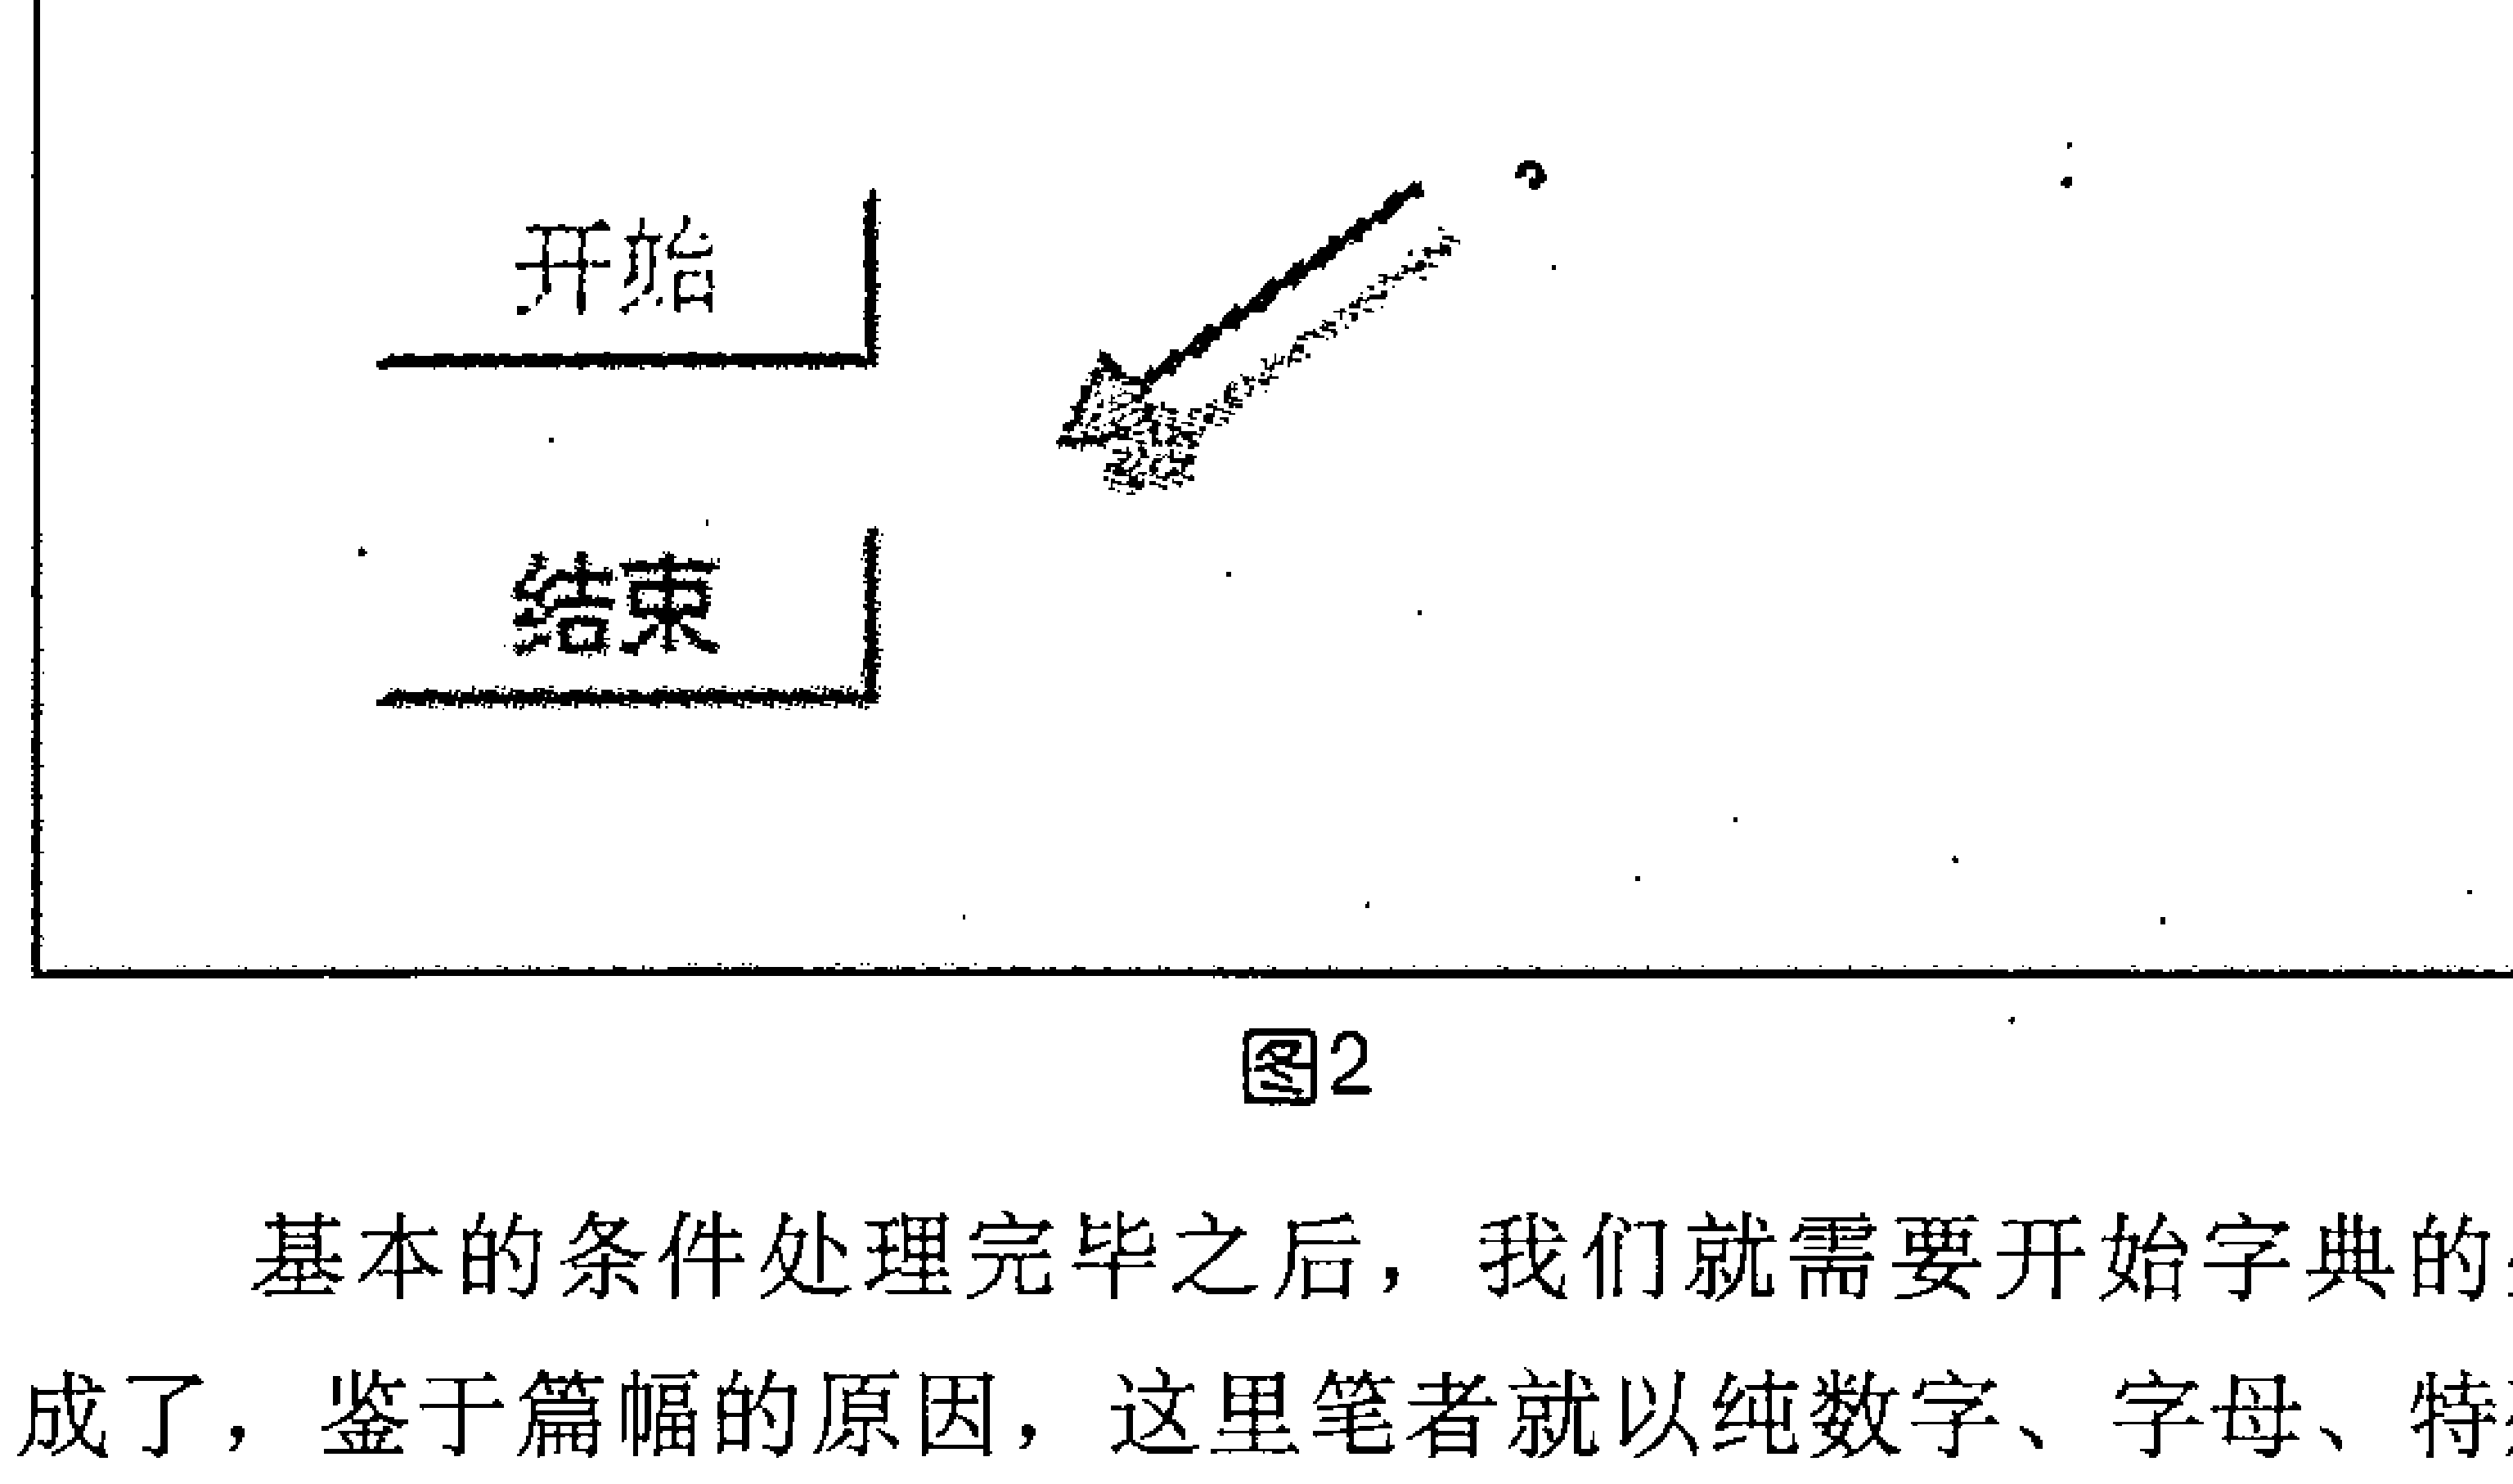 开始
结束
图2
基本的条件处理完毕之后，我们就需要开始字典的
成了，鉴于篇幅的原因，这里笔者就以纯数字、字母、特